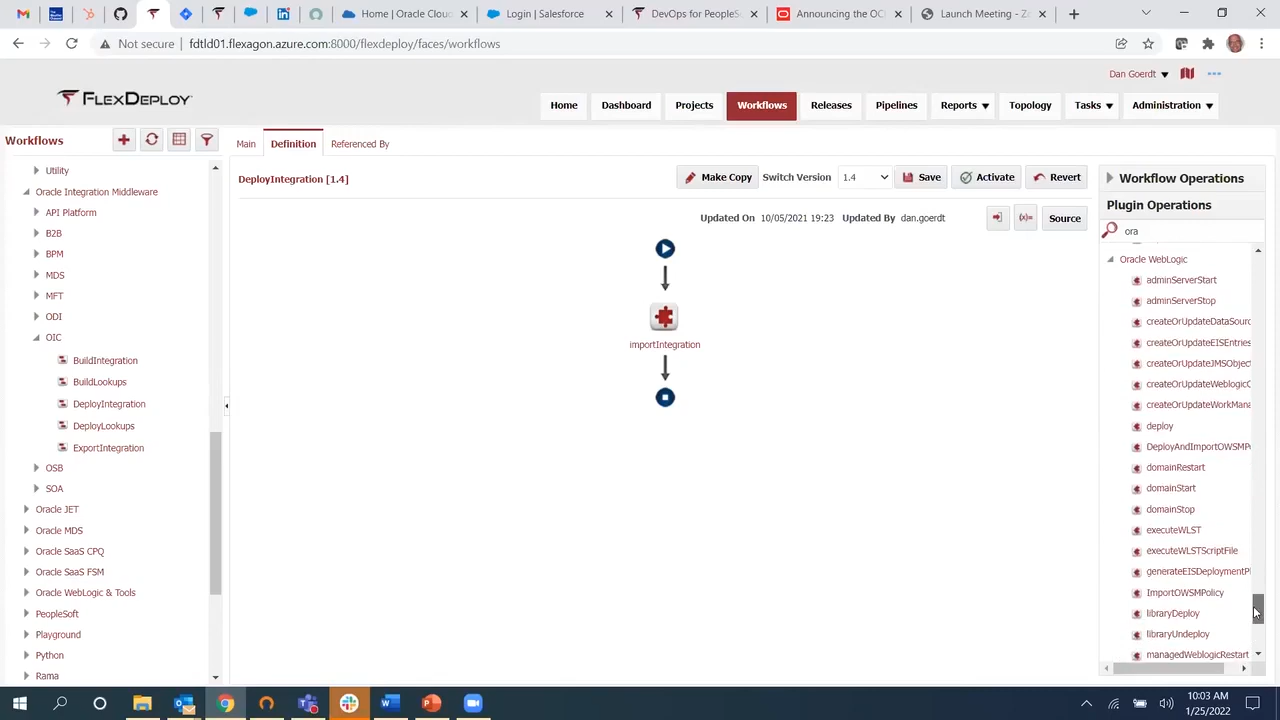 Home | Oracle Cloud
Login | Salesforce
DevOps for PeopleS
Announcing the OCI
Launch Meeting - Ze
Not secure | fdtld01.flexagon.azure.com:8000/flexdeploy/faces/workflows
Dan Goerdt
FLEXDEPLOY
Home
Dashboard
Projects
Workflows
Releases
Pipelines
Reports
Topology
Tasks
Administration
Workflows
Utility
Oracle Integration Middleware
API Platform
B2B
BPM
MDS
MFT
ODI
OIC
BuildIntegration
BuildLookups
DeployIntegration
DeployLookups
ExportIntegration
OSB
SOA
Oracle JET
Oracle MDS
Oracle SaaS CPQ
Oracle SaaS FSM
Oracle WebLogic & Tools
PeopleSoft
Playground
Python
Rama
Main
Definition
Referenced By
DeployIntegration [1.4]
Make Copy
Switch Version
1.4
Save
Activate
Revert
Updated On 10/05/2021 19:23 Updated By dan.goerdt
(x)=
Source
importIntegration
Workflow Operations
Plugin Operations
ora
Oracle WebLogic
adminServerStart
adminServerStop
createOrUpdateDataSourc
createOrUpdateEISEntries
createOrUpdateJMSObject
createOrUpdateWeblogicC
createOrUpdateWorkMana
deploy
DeployAndImportOWSMPo
domainRestart
domainStart
domainStop
executeWLST
executeWLSTScriptFile
generateEISDeploymentPl
ImportOWSMPolicy
libraryDeploy
libraryUndeploy
managedWeblogicRestart
10:03 AM
1/25/2022